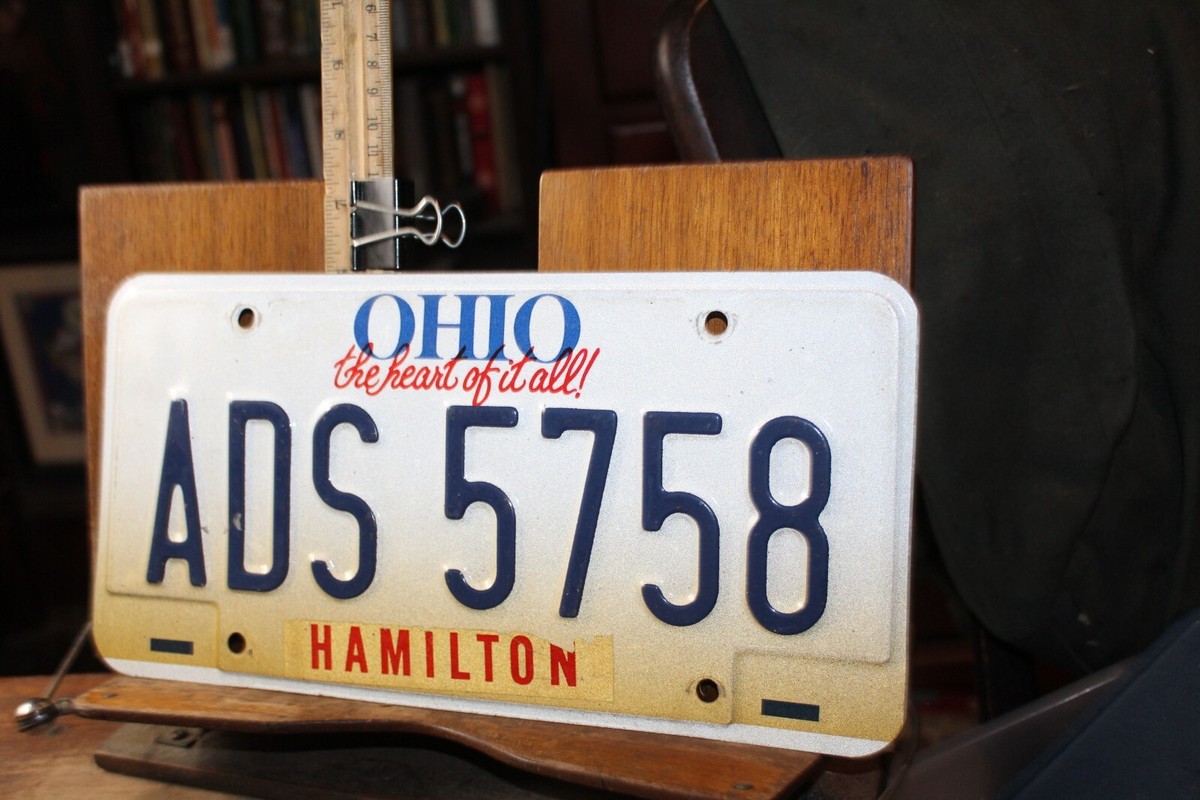 OHIO
the heart of it all!
ADS 5758
HAMILTON